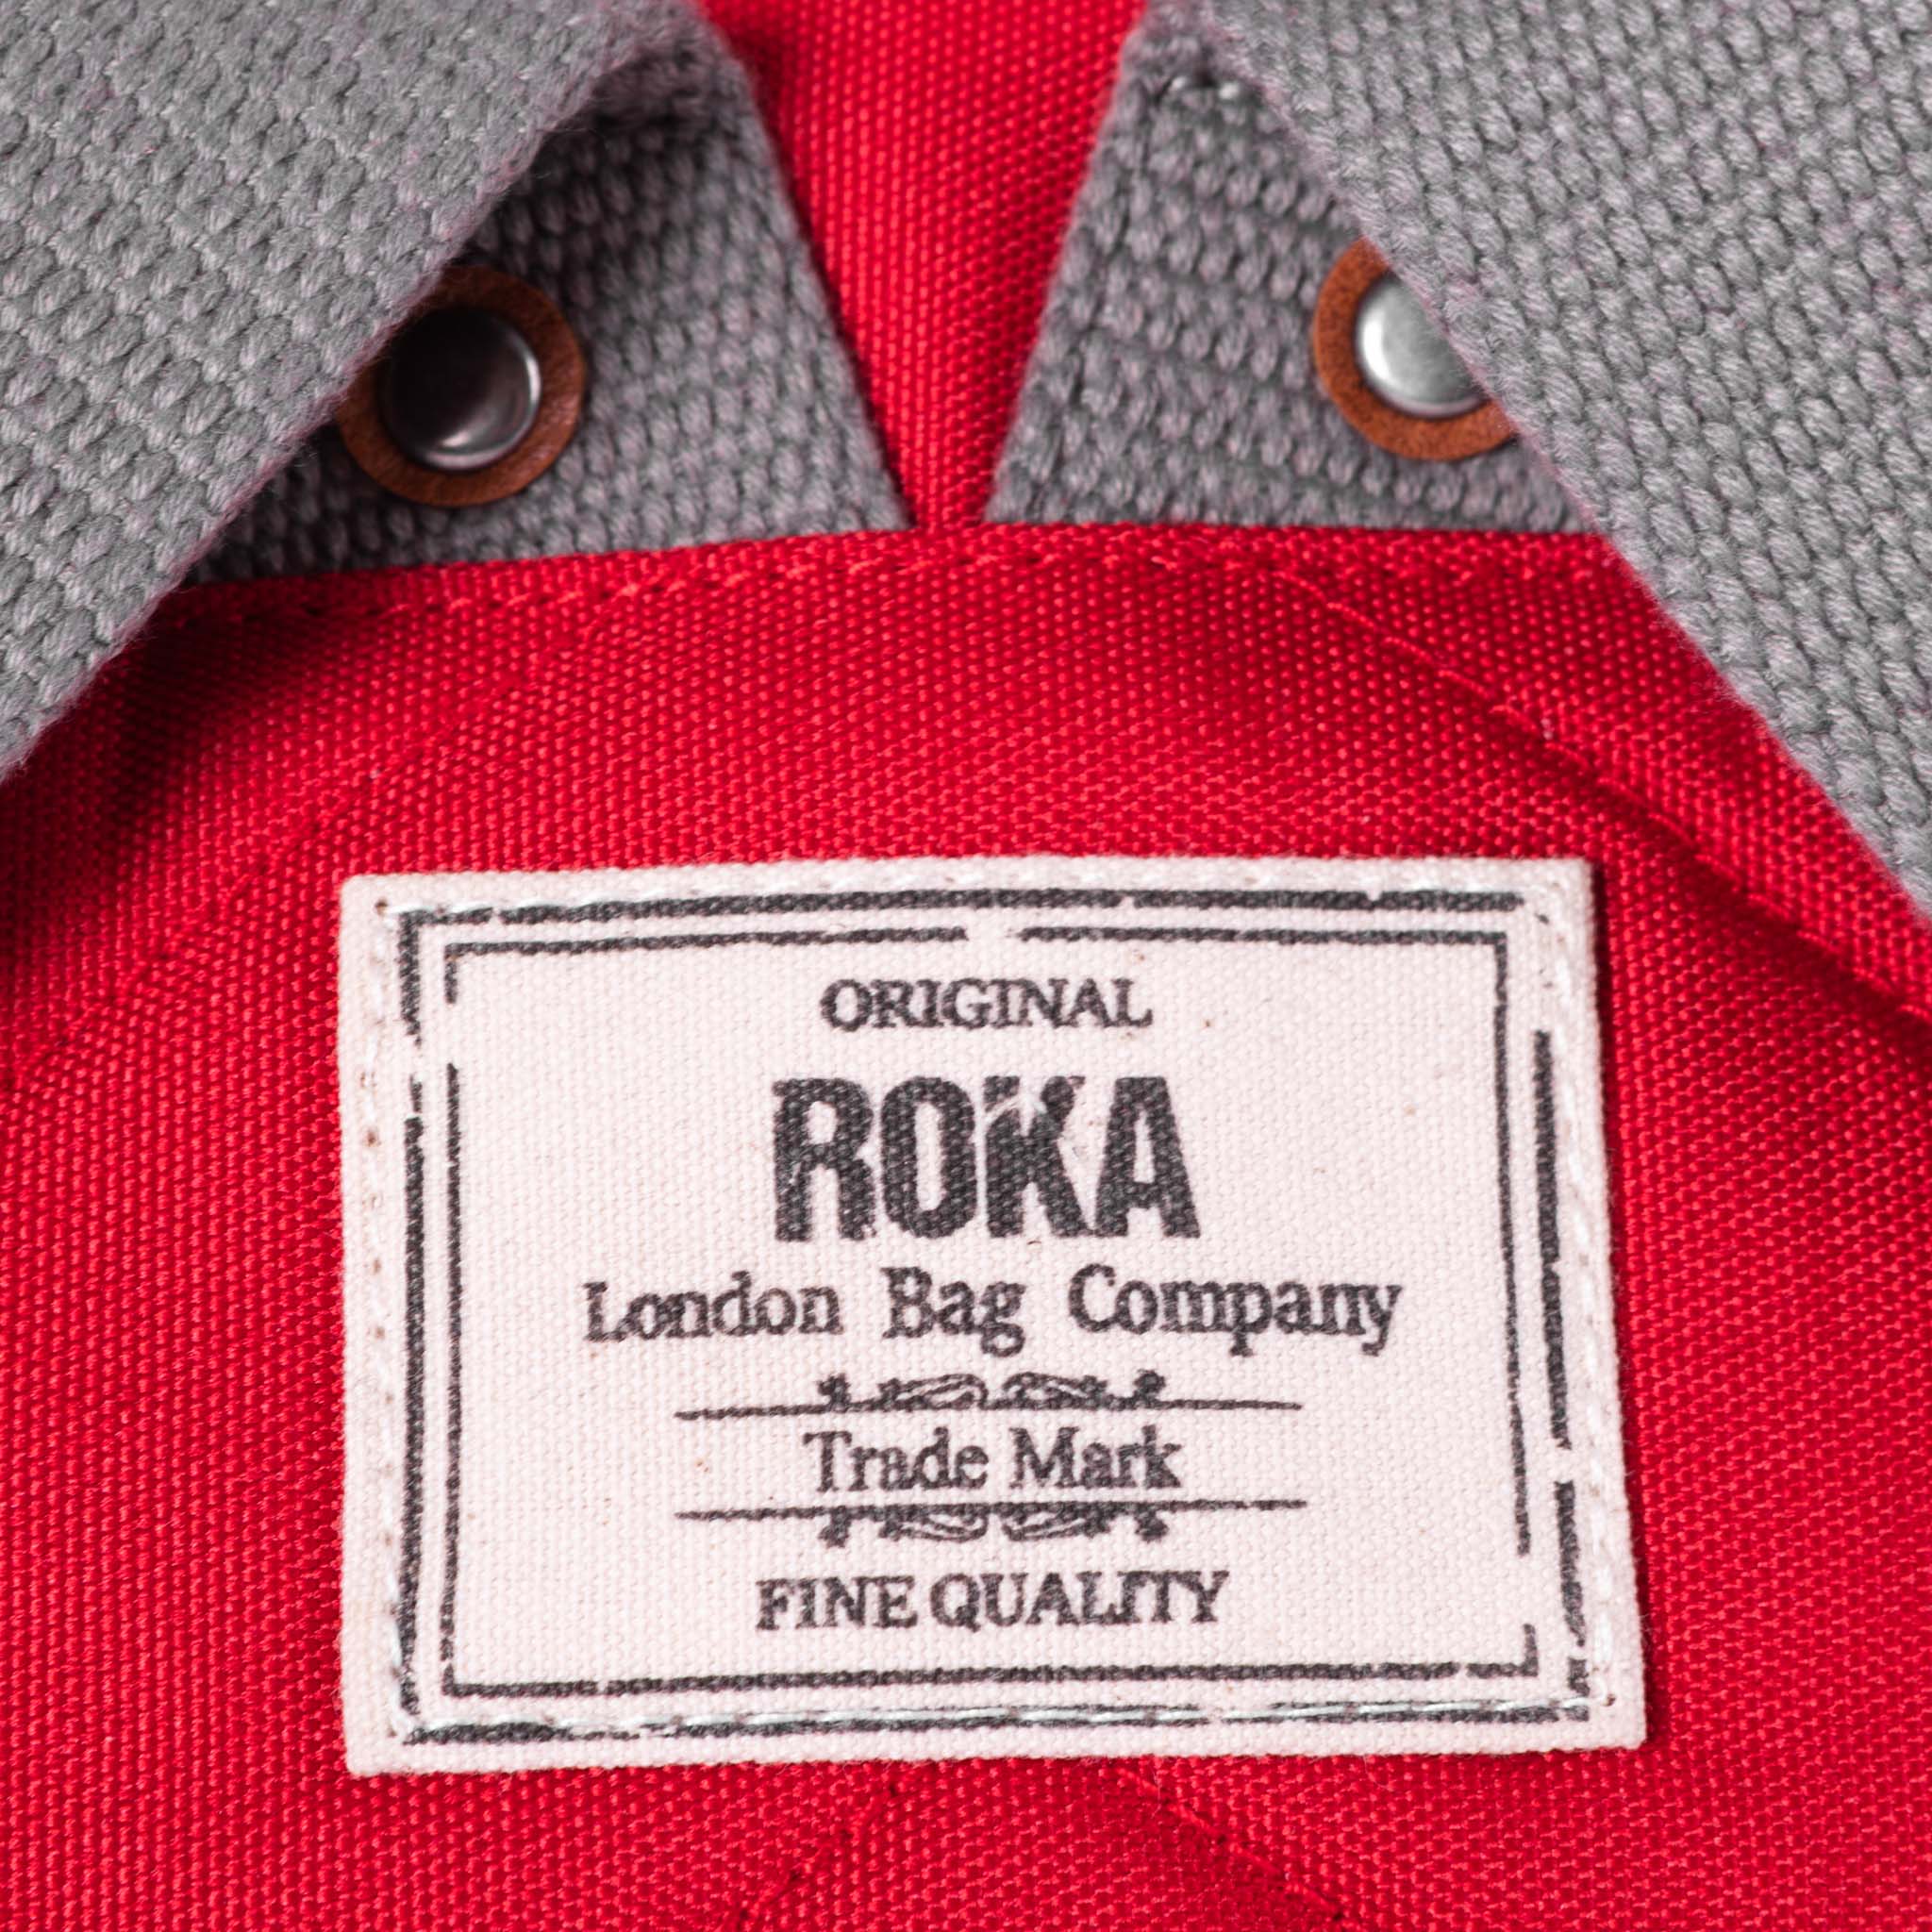 ORIGINAL
ROKA
London Bag Company
Trade Mark
FINE QUALITY